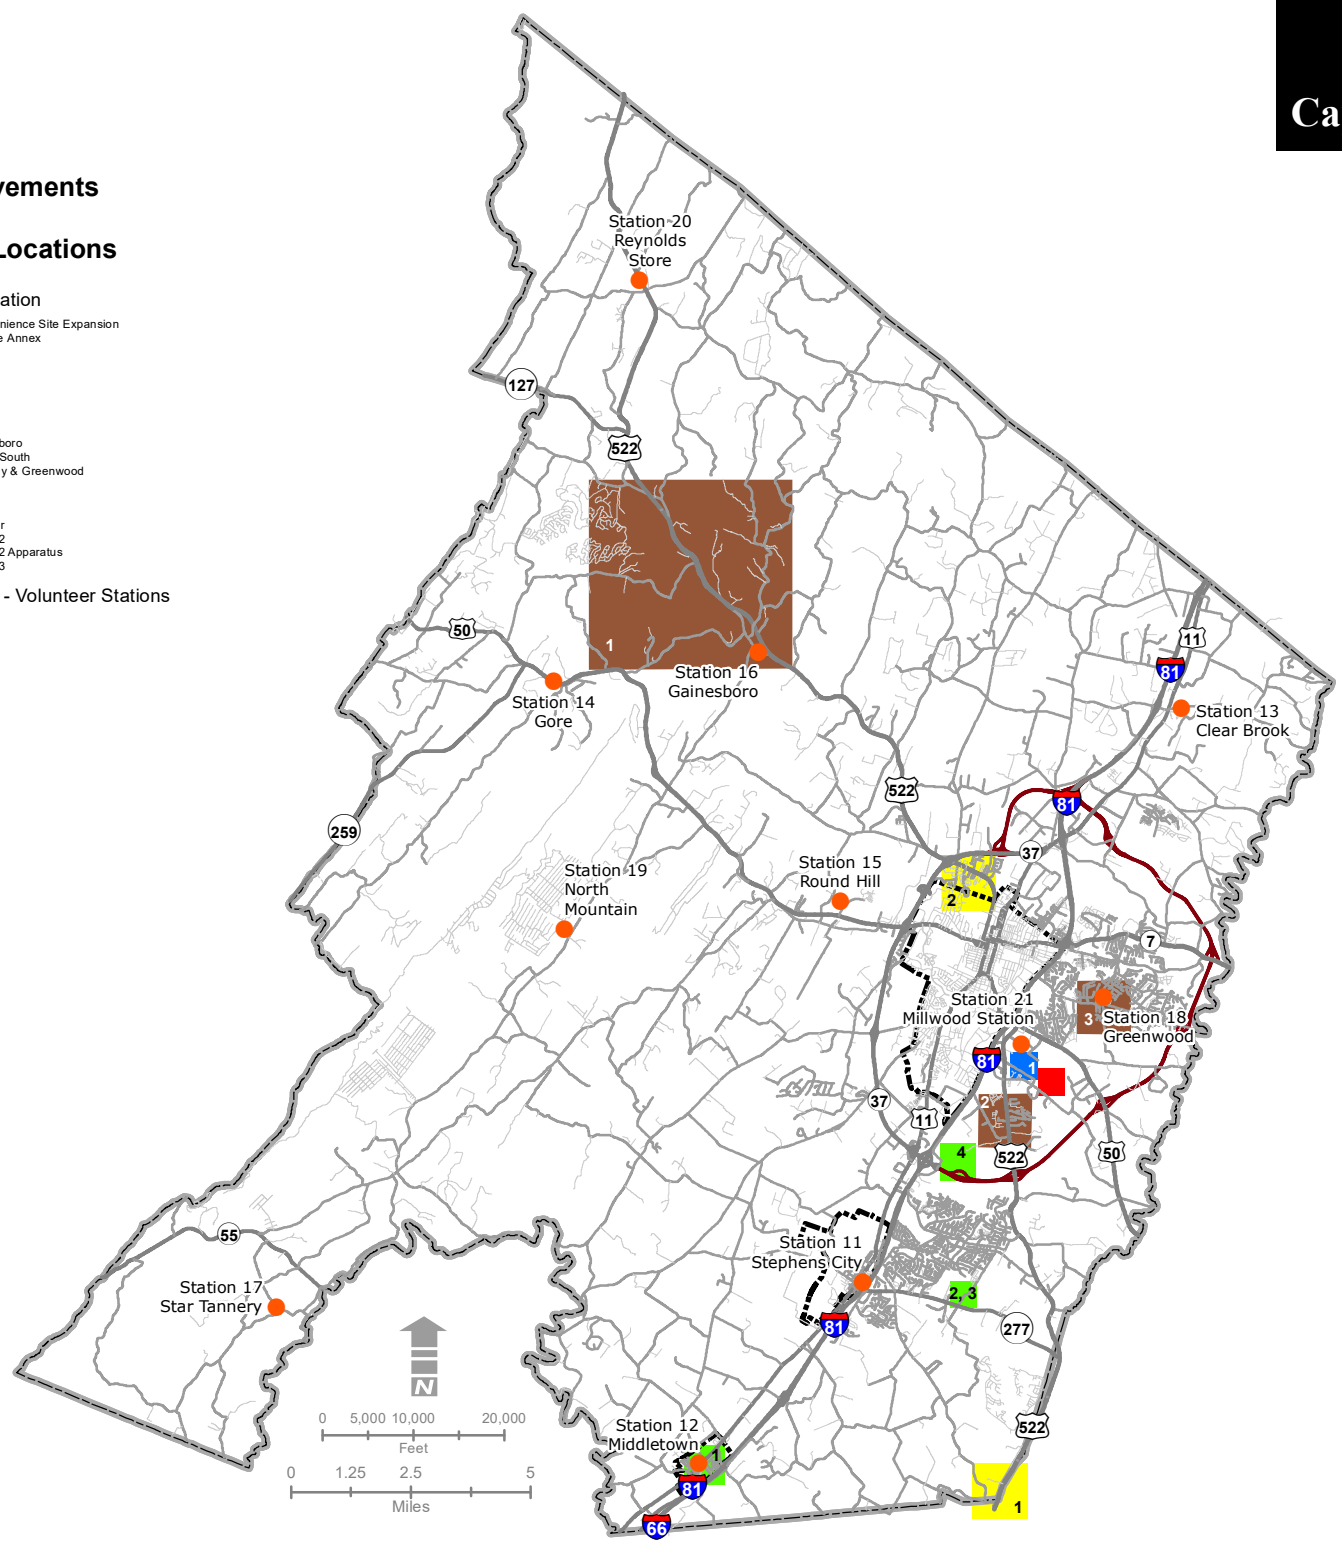 Ca
vements
Locations
ation
nience Site Expansion
e Annex
boro
South
y & Greenwood
r
2
2 Apparatus
3
- Volunteer Stations
Station 20
Reynolds
Store
127
522
50
1
Station 16
Gainesboro
Station 14
Gore
11
81
Station 13
Clear Brook
522
81
259
37
Station 15
Round Hill
Station 19
North
Mountain
2
7
Station 21
Millwood Station
3
Station 18
Greenwood
81
1
2
37
11
4
522
50
55
Station 11
Stephens City
Station 17
Star Tannery
2, 3
81
277
N
0 5,000 10,000 20,000
Feet
Station 12
Middletown
1
522
0 1.25 2.5 5
Miles
81
1
66